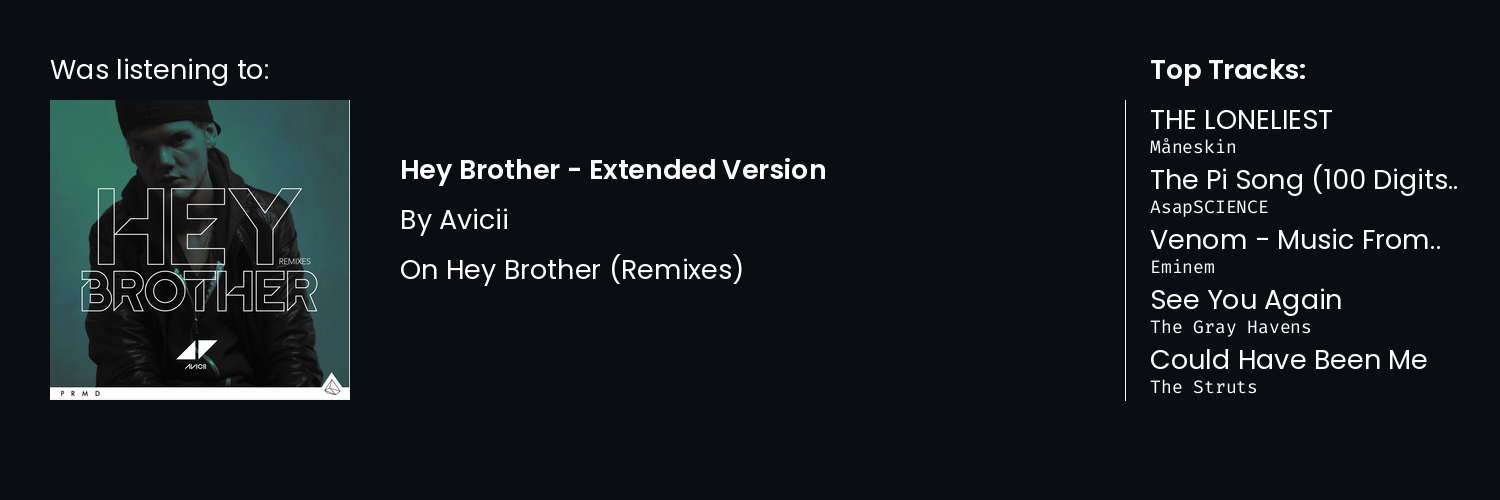 Was listening to:
HEY
REMIXES
BROTHER
AVICII
PRMD
Hey Brother - Extended Version
By Avicii
On Hey Brother (Remixes)
Top Tracks:
THE LONELIEST
Måneskin
The Pi Song (100 Digits..
AsapSCIENCE
Venom - Music From..
Eminem
See You Again
The Gray Havens
Could Have Been Me
The Struts